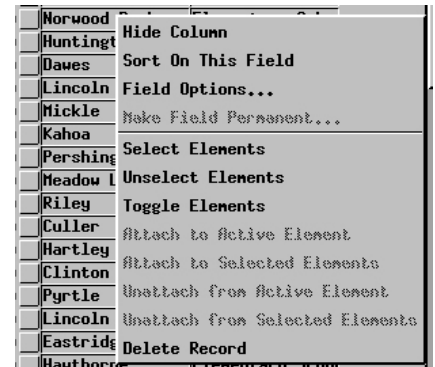 Norwood
Huntingt
Dawes
Lincoln
Mickle
Kahoa
Pershing
Meadow L
Riley
Culler
Hartley
Clinton
Pyrtle
Lincoln
Eastridg
Hawthorne
Hide Column
Sort On This Field
Field Options...
Make Field Permanent...
Select Elements
Unselect Elements
Toggle Elements
Attach to Active Element
Attach to Selected Elements
Unattach from Active Element
Unattach from Selected Elements
Delete Record